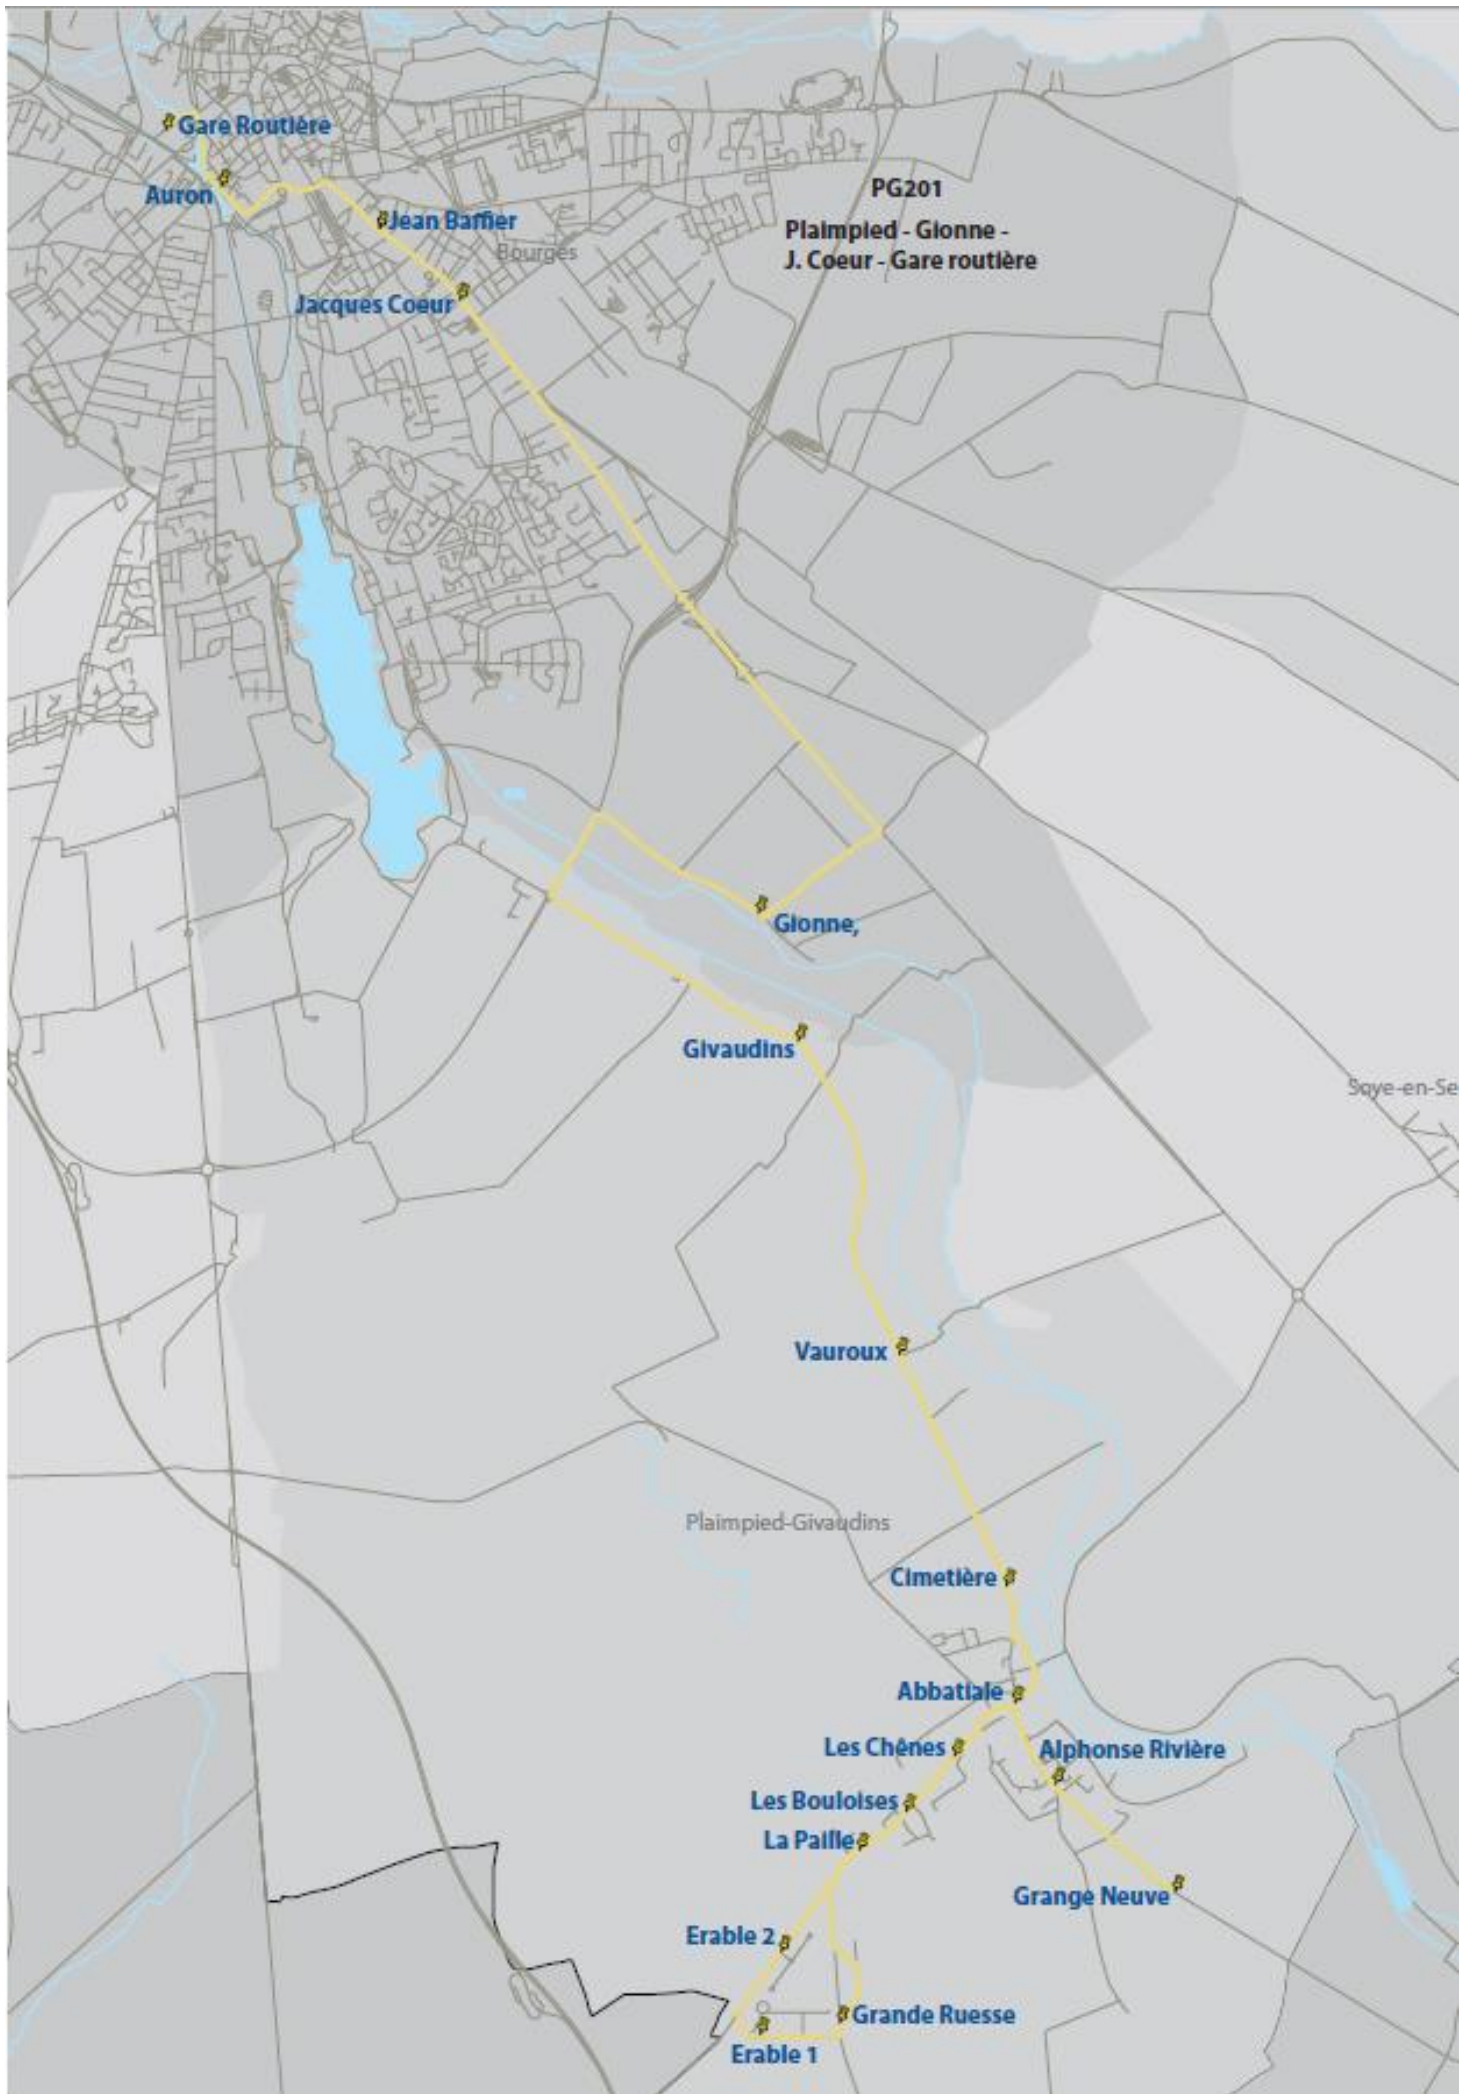 Gare Routière
Auron
PG201
Jean Baffier
Plaimpied - Gionne -
Bourges
J. Coeur - Gare routière
Jacques Coeur
Gionne,
Givaudins
Soye-en-Se
Vauroux
Plaimpied-Givaudins
Cimetière
Abbatiale
Les Chênes
Alphonse Rivière
Les Bouloises
La Paille
Grange Neuve
Erable 2
Grande Ruesse
Erable 1